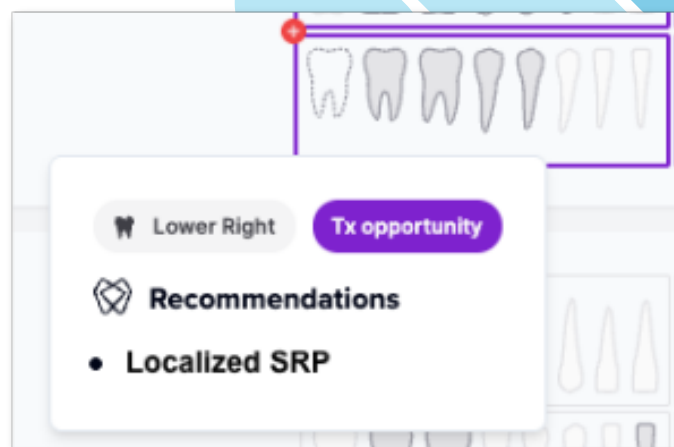 Lower Right Tx opportunity
Recommendations
• Localized SRP